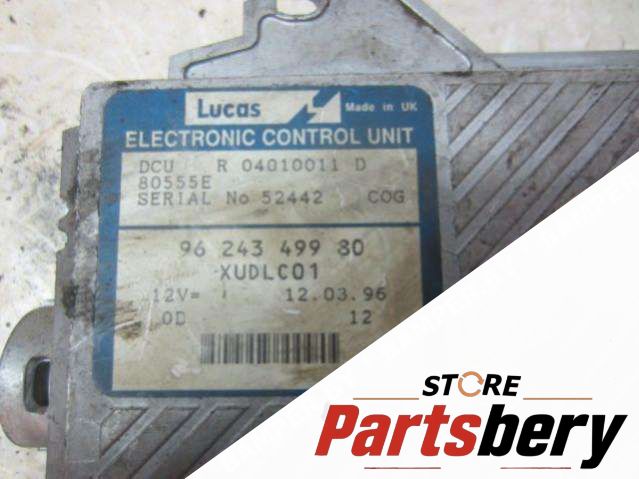 Lucas Made in UK
ELECTRONIC CONTROL UNIT
DCU R 04010011 D
80555E
SERIAL No 52442 COG
96 243 499 80
XUDLC01
12V= 12.03.96
OD 12
STORE
Partsbery